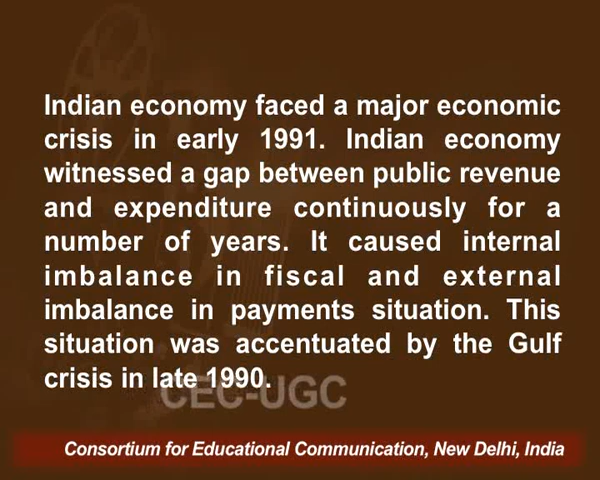 Indian economy faced a major economic
crisis in early 1991. Indian economy
witnessed a gap between public revenue
and expenditure continuously for a
number of years. It caused internal
imbalance in fiscal and external
imbalance in payments situation. This
situation was accentuated by the Gulf
crisis in late 1990.
CEC-UGC
Consortium for Educational Communication, New Delhi, India